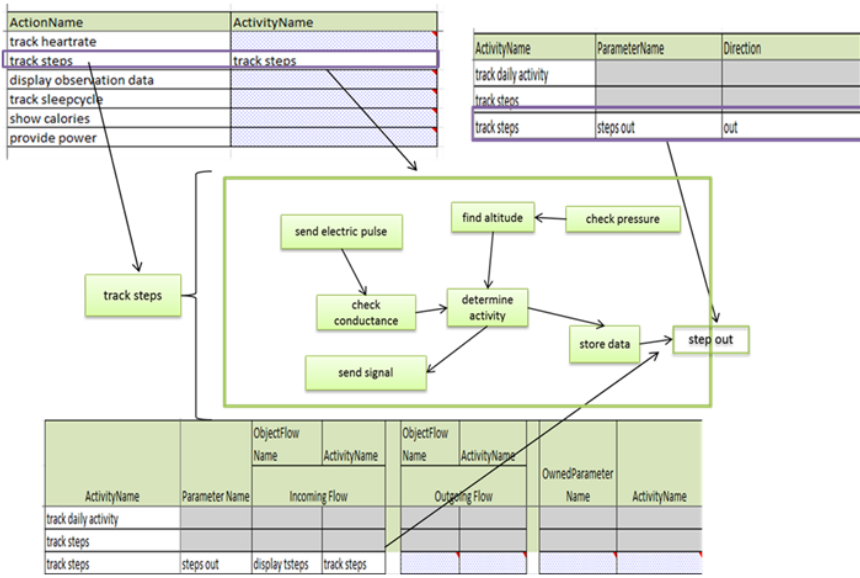 ActionName ActivityName
track heartrate
track steps track steps
display observation data
track sleepcycle
show calories
provide power
ActivityName ParameterName Direction
track daily activity
track steps
track steps steps out out
send electric pulse
find altitude
check pressure
track steps
check
conductance
determine
activity
store data
step out
send signal
ObjectFlow ObjectFlow
Name ActivityName Name ActivityName
OwnedParameter
ActivityName Parameter Name Incoming Flow Outgoing Flow Name ActivityName
track daily activity
track steps
track steps steps out display tsteps track steps